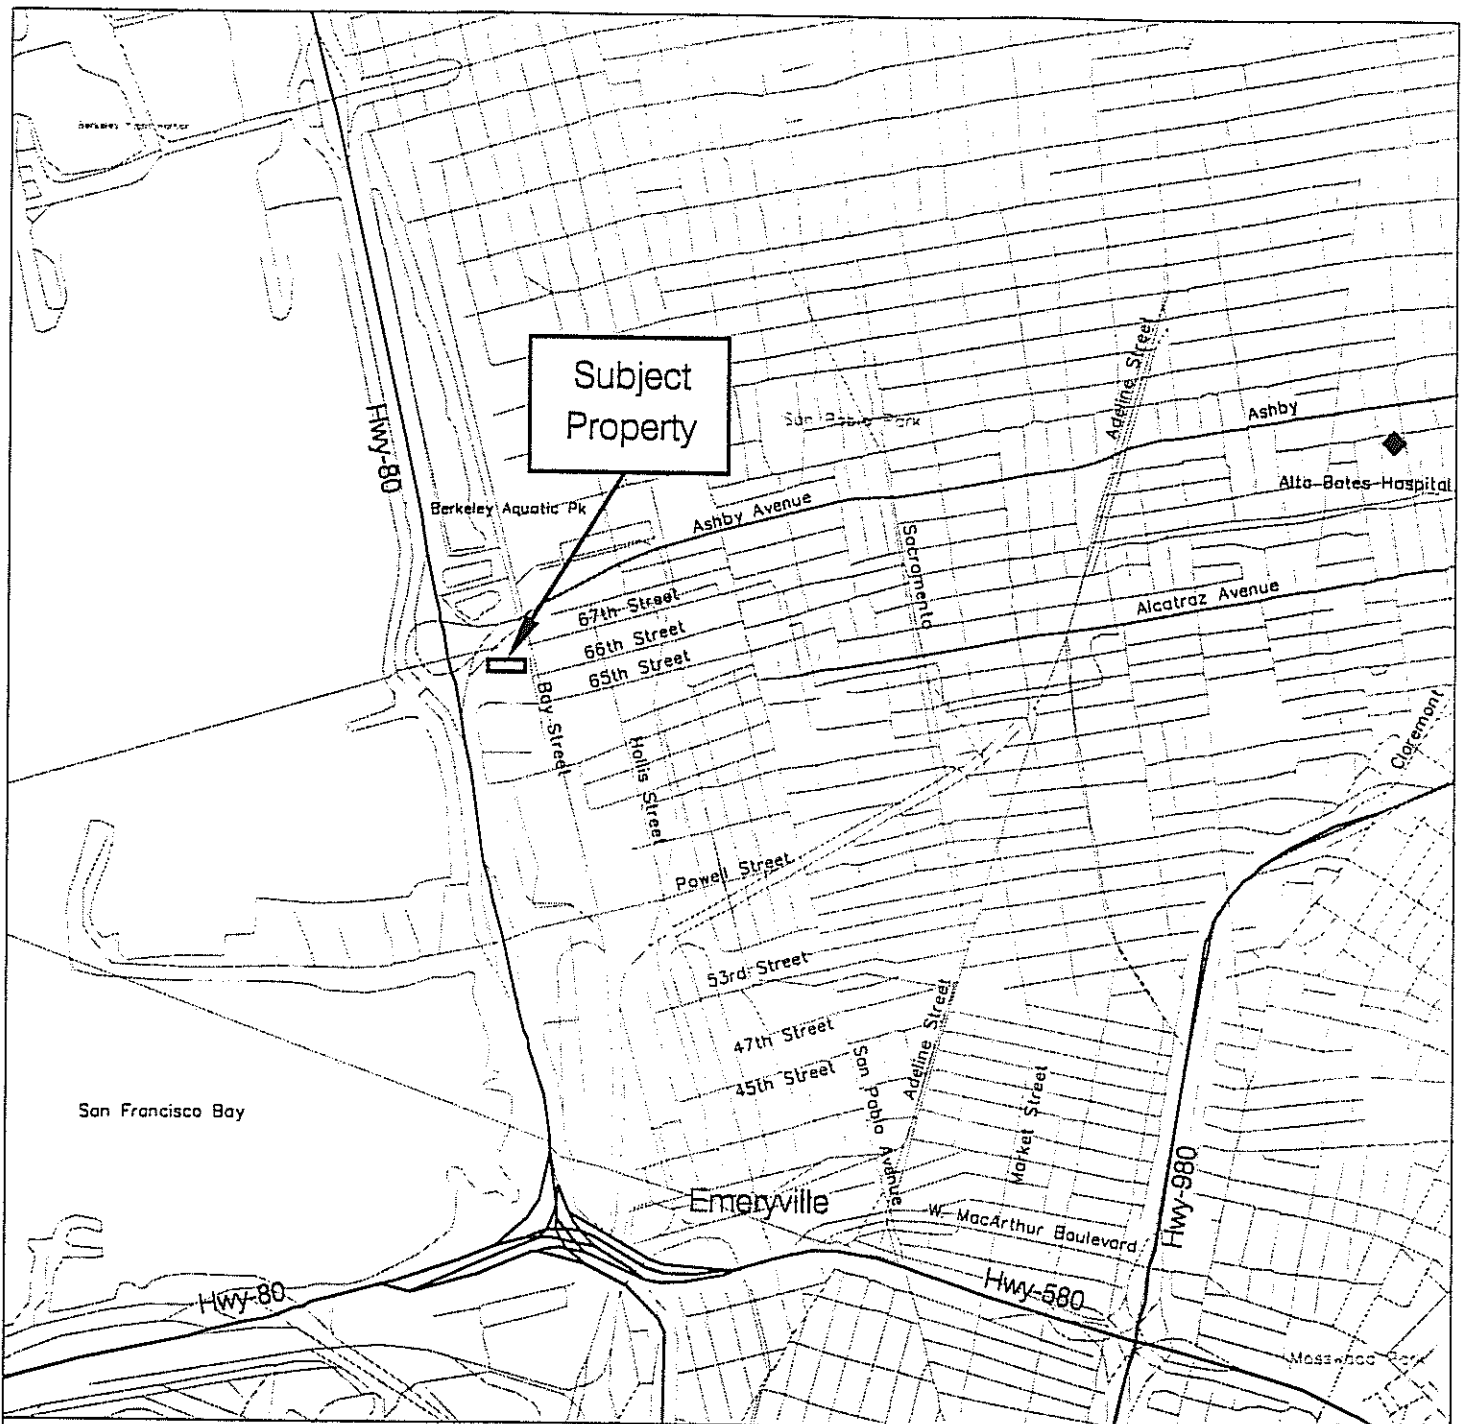 Subject
Property
Hwy-80
San Pablo Park
Adeline Street
Ashby
Alta Bates Hospital
Berkeley Aquatic Pk
Ashby Avenue
Sacramento
67th Street
66th Street
65th Street
Alcatraz Avenue
Bay Street
Hollis Street
Claremont
Powell Street
53rd Street
47th Street
45th Street
San Pablo Avenue
Adeline Street
Market Street
San Francisco Bay
Hwy-980
Emeryville
W. MacArthur Boulevard
Hwy-80
Hwy-580
Mosswood Park